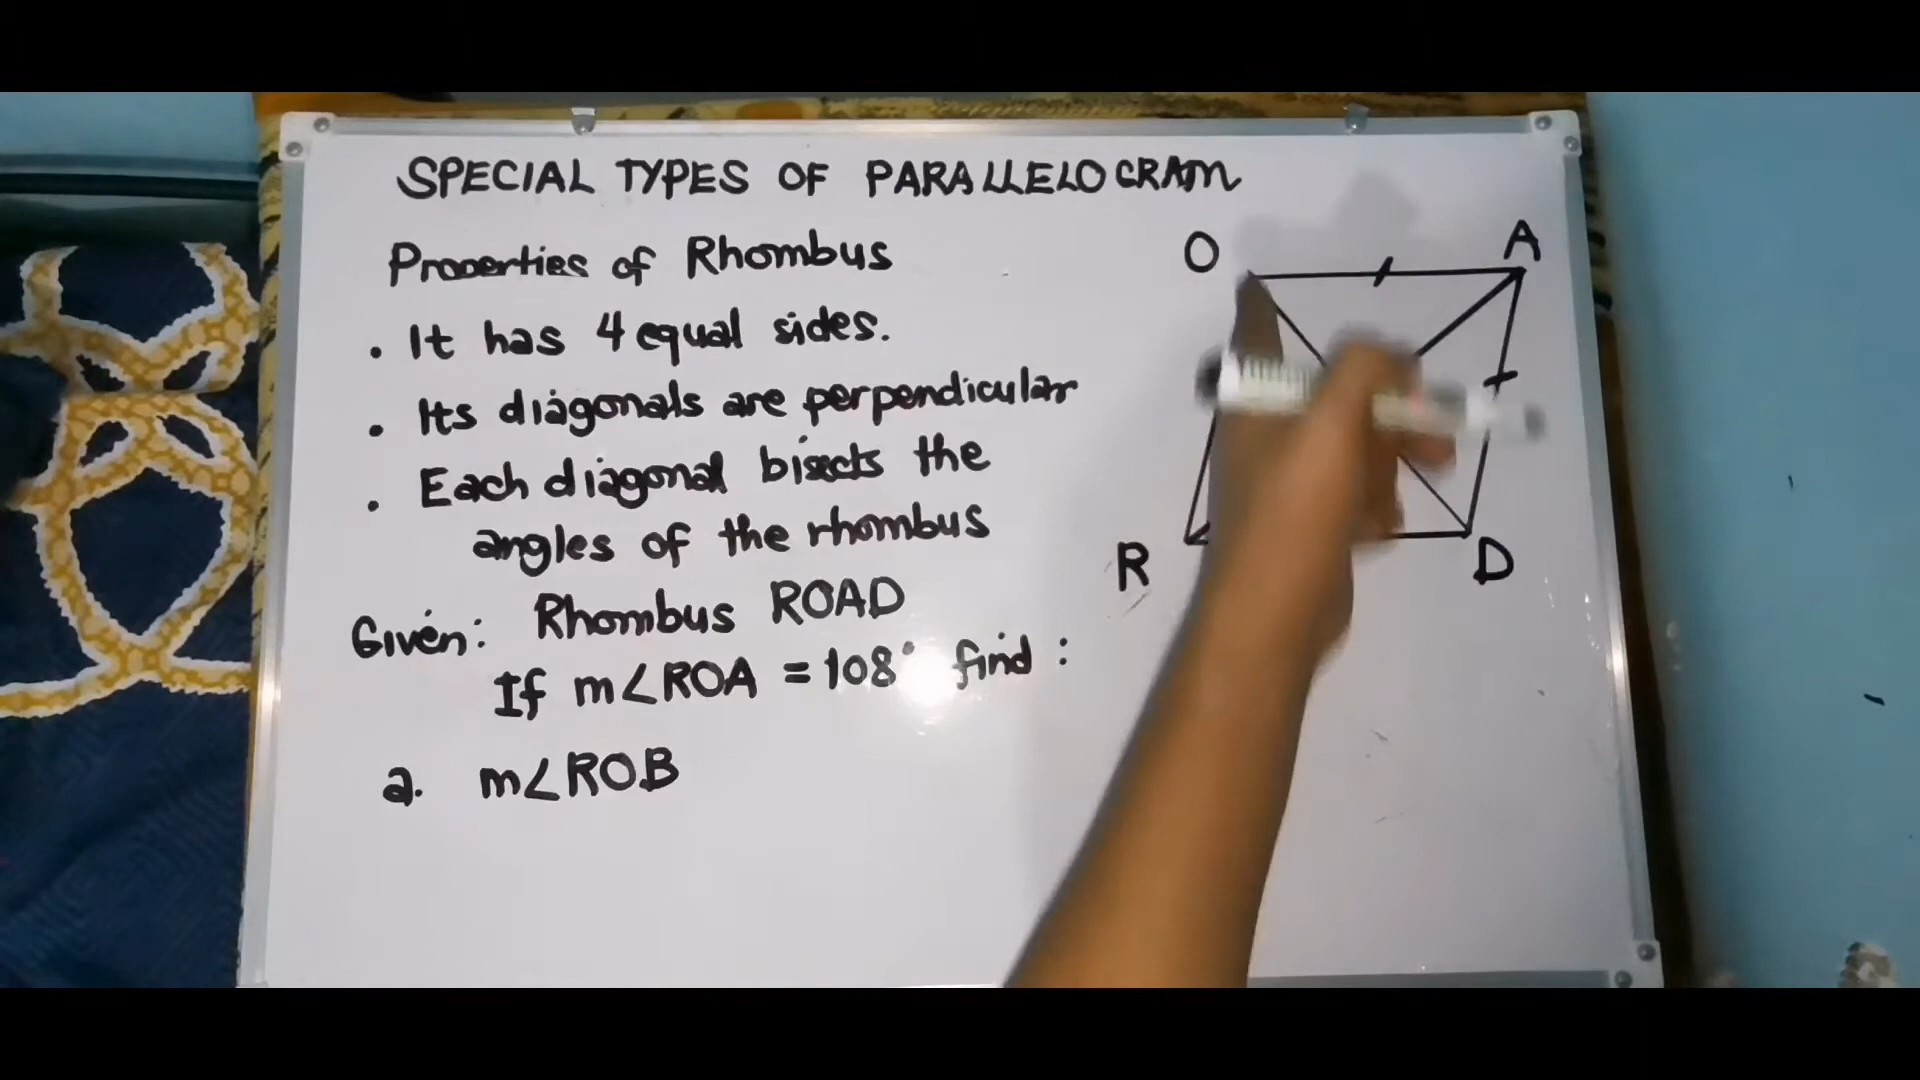 SPECIAL TYPES OF PARALLELOGRAM
Properties of Rhombus
. It has 4 equal sides.
. Its diagonals are perpendicular
. Each diagonal bisects the
angles of the rhombus
Given: Rhombus ROAD
If m∠ROA = 108° find :
a. m∠ROB
O
A
R
D